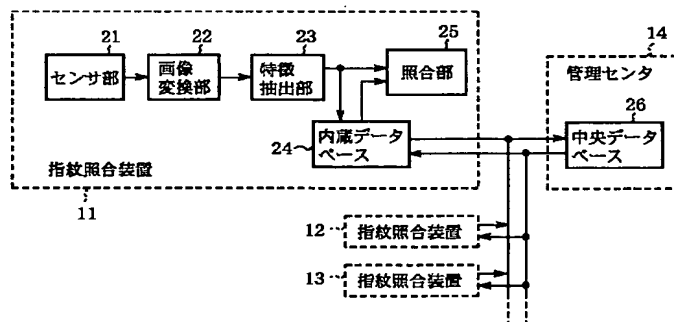 21
22
23
25
14
センサ部
画像
変換部
特徴
抽出部
照合部
管理センタ
26
24
内蔵データ
ベース
中央データ
ベース
指紋照合装置
11
12
指紋照合装置
13
指紋照合装置